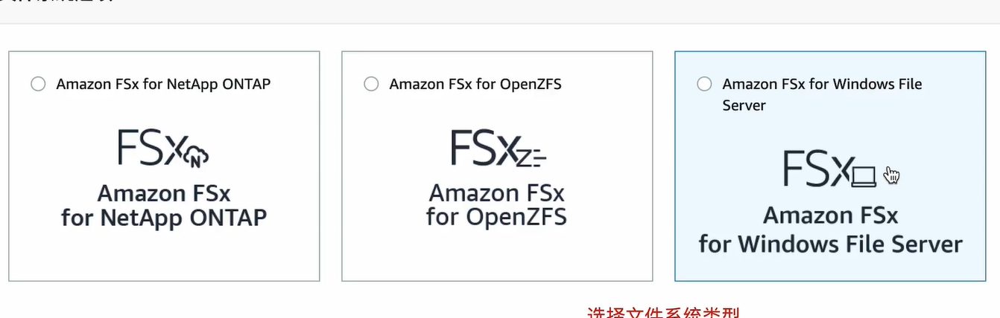 Amazon FSx for NetApp ONTAP
FSx
N
Amazon FSx
for NetApp ONTAP
Amazon FSx for OpenZFS
FSx
Z
Amazon FSx
for OpenZFS
Amazon FSx for Windows File
Server
FSx
Amazon FSx
for Windows File Server
选择文件系统类型